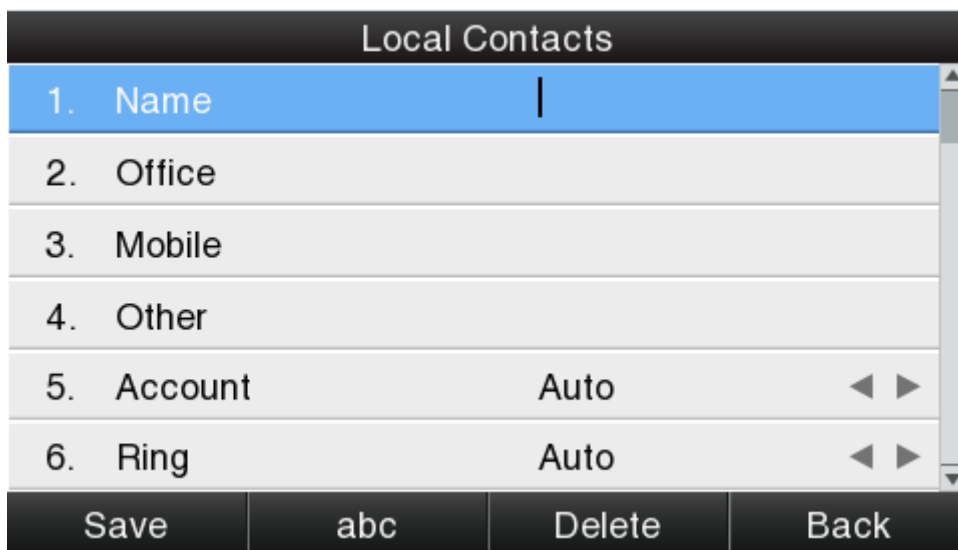 Local Contacts
1. Name
2. Office
3. Mobile
4. Other
5. Account Auto
6. Ring Auto
Save abc Delete Back